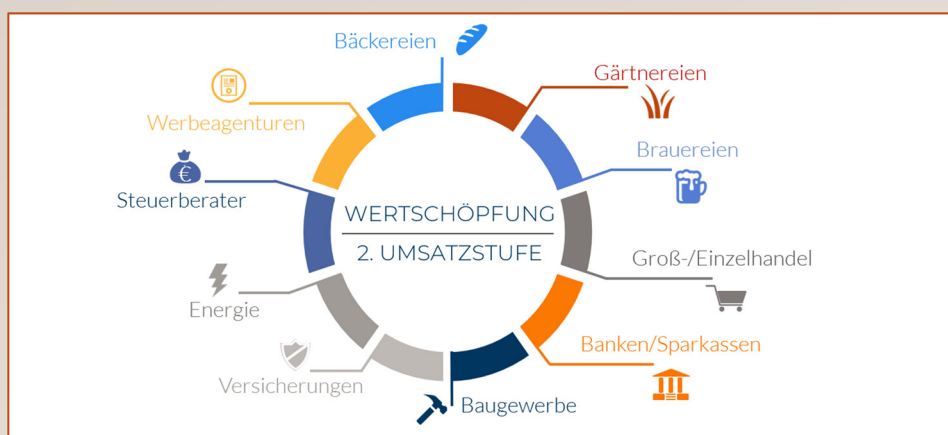 Bäckereien
Gärtnereien
Werbeagenturen
Brauereien
€
Steuerberater
WERTSCHÖPFUNG
2. UMSATZSTUFE
Groß-/Einzelhandel
Energie
Banken/Sparkassen
Versicherungen
Baugewerbe